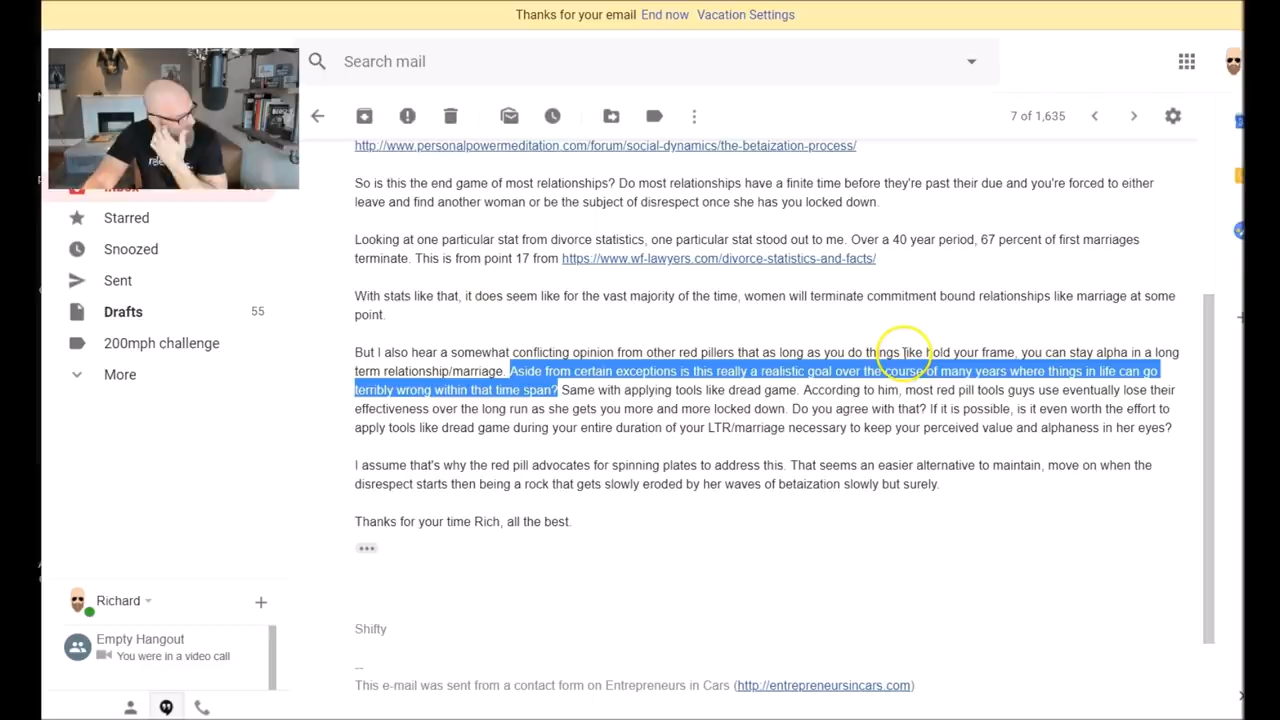 Thanks for your email End now Vacation Settings
Search mail
7 of 1,635
http://www.personalpowermeditation.com/forum/social-dynamics/the-betaization-process/
So is this the end game of most relationships? Do most relationships have a finite time before they're past their due and you're forced to either
leave and find another woman or be the subject of disrespect once she has you locked down.
Looking at one particular stat from divorce statistics, one particular stat stood out to me. Over a 40 year period, 67 percent of first marriages
terminate. This is from point 17 from https://www.wf-lawyers.com/divorce-statistics-and-facts/
With stats like that, it does seem like for the vast majority of the time, women will terminate commitment bound relationships like marriage at some
point.
But I also hear a somewhat conflicting opinion from other red pillers that as long as you do things like hold your frame, you can stay alpha in a long
term relationship/marriage. Aside from certain exceptions is this really a realistic goal over the course of many years where things in life can go
terribly wrong within that time span? Same with applying tools like dread game. According to him, most red pill tools guys use eventually lose their
effectiveness over the long run as she gets you more and more locked down. Do you agree with that? If it is possible, is it even worth the effort to
apply tools like dread game during your entire duration of your LTR/marriage necessary to keep your perceived value and alphaness in her eyes?
I assume that's why the red pill advocates for spinning plates to address this. That seems an easier alternative to maintain, move on when the
disrespect starts then being a rock that gets slowly eroded by her waves of betaization slowly but surely.
Thanks for your time Rich, all the best.
Shifty
--
This e-mail was sent from a contact form on Entrepreneurs in Cars (http://entrepreneursincars.com)
Starred
Snoozed
Sent
Drafts 55
200mph challenge
More
Richard
Empty Hangout
You were in a video call